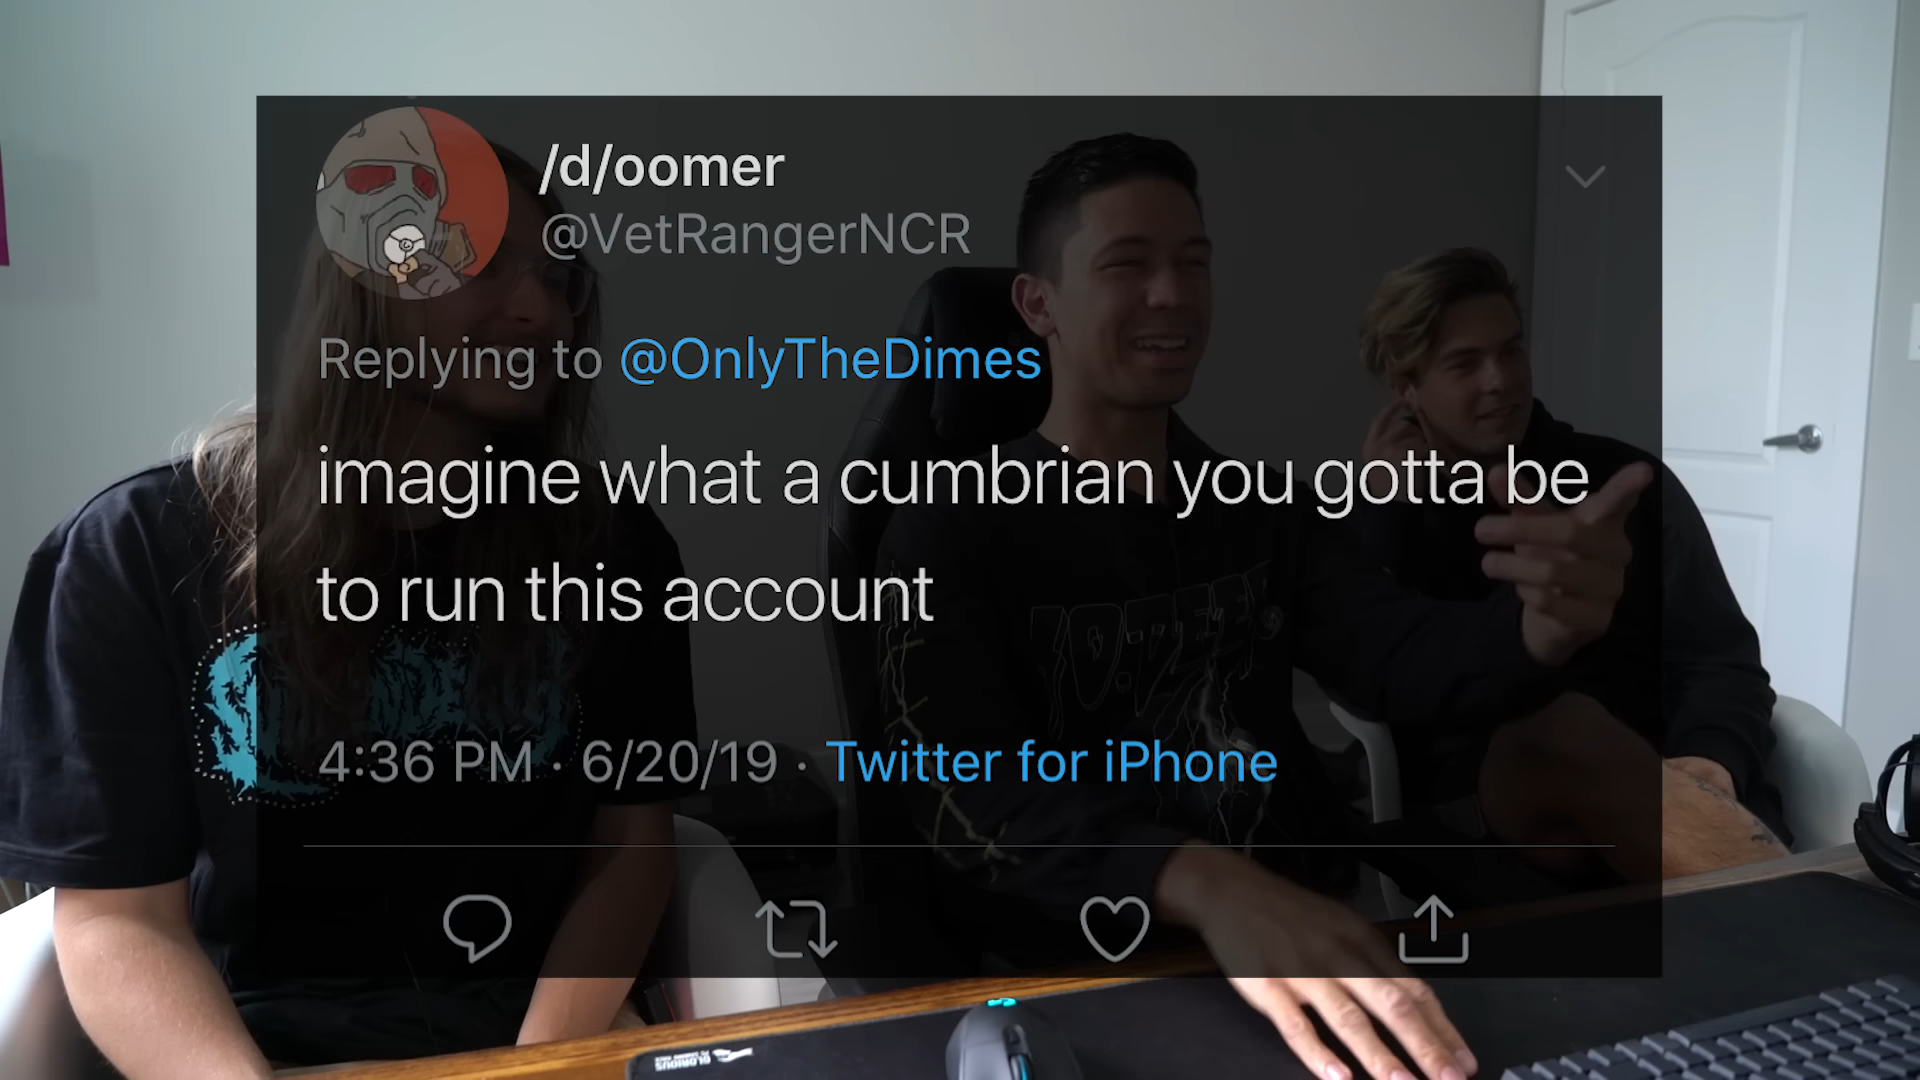 /d/oomer
@VetRangerNCR
Replying to @OnlyTheDimes
imagine what a cumbrian you gotta be
to run this account
4:36 PM · 6/20/19 · Twitter for iPhone
GLORIOUS